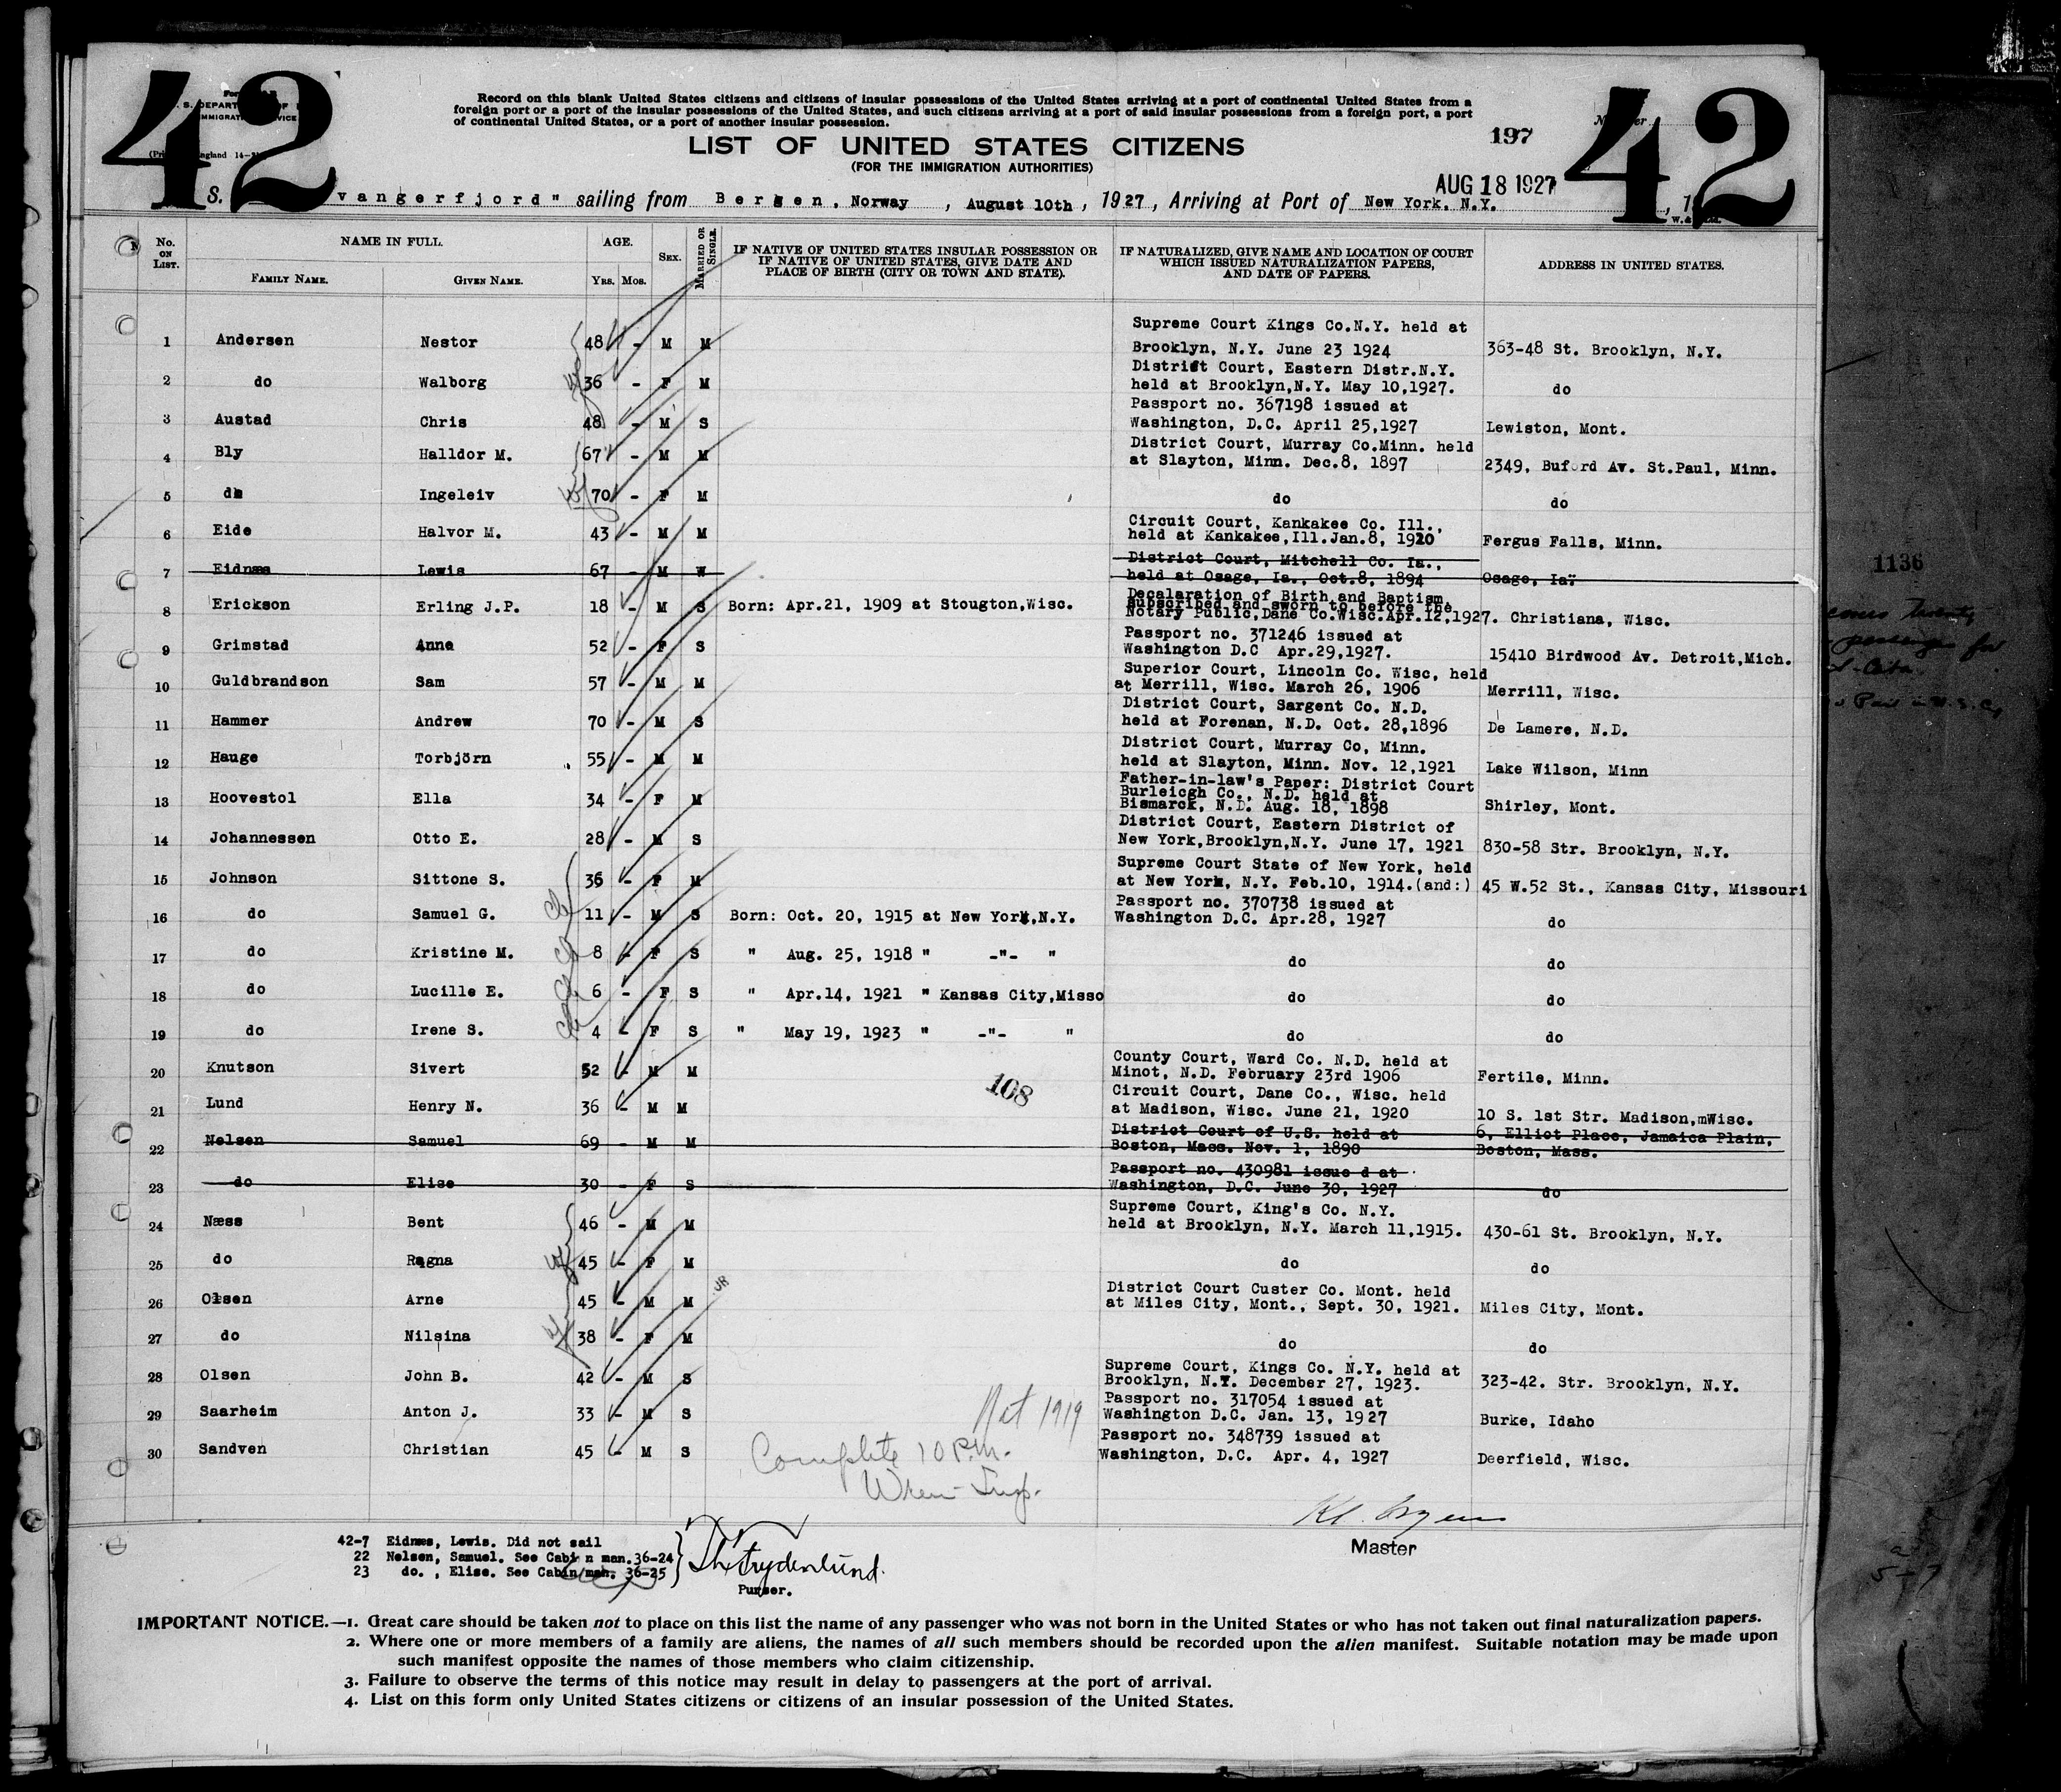 42
42
Record on this blank United States citizens and citizens of insular possessions of the United States arriving at a port of continental United States from a
foreign port or a port of the insular possessions of the United States, and such citizens arriving at a port of said insular possessions from a foreign port, a port
of continental United States, or a port of another insular possession.
LIST OF UNITED STATES CITIZENS
197
(FOR THE IMMIGRATION AUTHORITIES)
AUG 18 1927
S. vangerfjord" sailing from Bergen, Norway, August 10th, 1927, Arriving at Port of New York, N.Y.
No. ON LIST. NAME IN FULL. AGE. SEX. MARRIED OR SINGLE. IF NATIVE OF UNITED STATES INSULAR POSSESSION OR IF NATIVE OF UNITED STATES, GIVE DATE AND PLACE OF BIRTH (CITY OR TOWN AND STATE). IF NATURALIZED, GIVE NAME AND LOCATION OF COURT WHICH ISSUED NATURALIZATION PAPERS, AND DATE OF PAPERS. ADDRESS IN UNITED STATES.
FAMILY NAME. GIVEN NAME. YRS. MOS.
1 Andersen Nestor 48 - M M Supreme Court Kings Co.N.Y. held at Brooklyn, N.Y. June 23 1924 363-48 St. Brooklyn, N.Y.
2 do Walborg 36 - F M District Court, Eastern Distr.N.Y. held at Brooklyn,N.Y. May 10,1927. do
3 Austad Chris 48 - M S Passport no. 367198 issued at Washington, D.C. April 25,1927 Lewiston, Mont.
4 Bly Halldor M. 67 - M M District Court, Murray Co.Minn. held at Slayton, Minn. Dec.8, 1897 2349, Buford Av. St.Paul, Minn.
5 do Ingeleiv 70 - F M do do
6 Eide Halvor M. 43 - M M Circuit Court, Kankakee Co. Ill., held at Kankakee,Ill.Jan.8, 1920 Fergus Falls, Minn.
7 Eidnæs Lewis 67 - M W District Court, Mitchell Co. Ia., held at Osage, Ia., Oct.8, 1894 Osage, Ia.
8 Erickson Erling J.P. 18 - M S Born: Apr.21, 1909 at Stougton,Wisc. Decalaration of Birth and Baptism subscribed and sworn to before the Notary Public,Dane Co.Wisc.Apr.12,1927. Christiana, Wisc.
9 Grimstad Anne 52 - F S Passport no. 371246 issued at Washington D.C Apr.29,1927. 15410 Birdwood Av. Detroit,Mich.
10 Guldbrandson Sam 57 - M M Superior Court, Lincoln Co. Wisc, held at Merrill, Wisc. March 26, 1906 Merrill, Wisc.
11 Hammer Andrew 70 - M S District Court, Sargent Co. N.D. held at Forenan, N.D. Oct. 28,1896 De Lamere, N.D.
12 Hauge Torbjörn 55 - M M District Court, Murray Co, Minn. held at Slayton, Minn. Nov. 12,1921 Lake Wilson, Minn
13 Hoovestol Ella 34 - F M Father-in-law's Paper: District Court Burleicgh Co., N.D. held at Bismarck, N.D. Aug. 18, 1898 Shirley, Mont.
14 Johannessen Otto E. 28 - M S District Court, Eastern District of New York,Brooklyn,N.Y. June 17, 1921 830-58 Str. Brooklyn, N.Y.
15 Johnson Sittone S. 36 - F M Supreme Court State of New York, held at New York, N.Y. Feb.10, 1914.(and:) 45 W.52 St., Kansas City, Missouri
16 do Samuel G. 11 - M S Born: Oct. 20, 1915 at New York,N.Y. Passport no. 370738 issued at Washington D.C. Apr.28, 1927 do
17 do Kristine M. 8 - F S " Aug. 25, 1918 " -"- " do do
18 do Lucille E. 6 - F S " Apr.14, 1921 " Kansas City,Misso do do
19 do Irene S. 4 - F S " May 19, 1923 " -"- " do do
20 Knutson Sivert 52 - M M County Court, Ward Co. N.D. held at Minot, N.D. February 23rd 1906 Fertile, Minn.
108
21 Lund Henry N. 36 - M M Circuit Court, Dane Co., Wisc. held at Madison, Wisc. June 21, 1920 10 S. 1st Str. Madison,mWisc.
22 Nelsen Samuel 69 - M M District Court of U.S. held at Boston, Mass. Nov. 1, 1890 6, Elliot Place, Jamaica Plain, Boston, Mass.
23 do Elise 30 - F S Passport no. 430981 issue d at Washington, D.C. June 30, 1927 do
24 Næss Bent 46 - M M Supreme Court, King's Co. N.Y. held at Brooklyn, N.Y. March 11,1915. 430-61 St. Brooklyn, N.Y.
25 do Ragna 45 - F M do do
26 Olsen Arne 45 - M M District Court Custer Co. Mont. held at Miles City, Mont., Sept. 30, 1921. Miles City, Mont.
27 do Nilsina 38 - F M do do
28 Olsen John B. 42 - M S Supreme Court, Kings Co. N.Y. held at Brooklyn, N.Y. December 27, 1923. 323-42. Str. Brooklyn, N.Y.
29 Saarheim Anton J. 33 - M S Passport no. 317054 issued at Washington D.C. Jan. 13, 1927 Burke, Idaho
30 Sandven Christian 45 - M S Passport no. 348739 issued at Washington, D.C. Apr. 4, 1927 Deerfield, Wisc.
1919
Complete 10 P.M.
Master
42-7 Eidnæs, Lewis. Did not sail
22 Nelsen, Samuel. See Cabin man.36-24
23 do. , Elise. See Cabin/man. 36-25
Purser.
IMPORTANT NOTICE.—1. Great care should be taken not to place on this list the name of any passenger who was not born in the United States or who has not taken out final naturalization papers.
2. Where one or more members of a family are aliens, the names of all such members should be recorded upon the alien manifest. Suitable notation may be made upon
such manifest opposite the names of those members who claim citizenship.
3. Failure to observe the terms of this notice may result in delay to passengers at the port of arrival.
4. List on this form only United States citizens or citizens of an insular possession of the United States.
1136